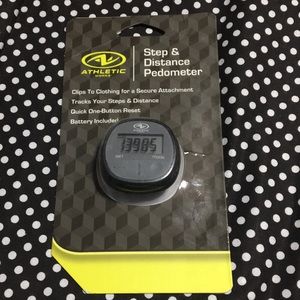 ATHLETIC
WORKS
Step &
Distance
Pedometer
Clips To Clothing for a Secure Attachment
Tracks Your Steps & Distance
Quick One-Button Reset
Battery Included
13985
SET